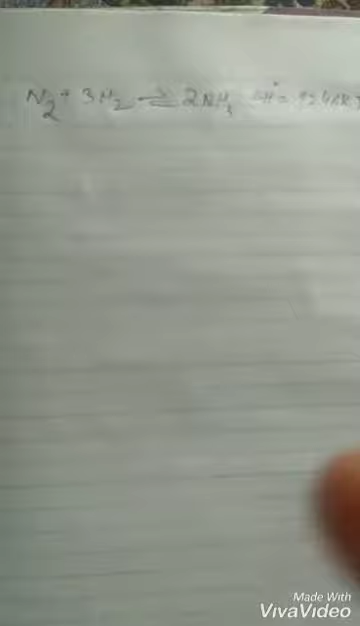 N₂ + 3H₂ ⇌ 2NH₃ ΔH° =
Made With
VivaVideo